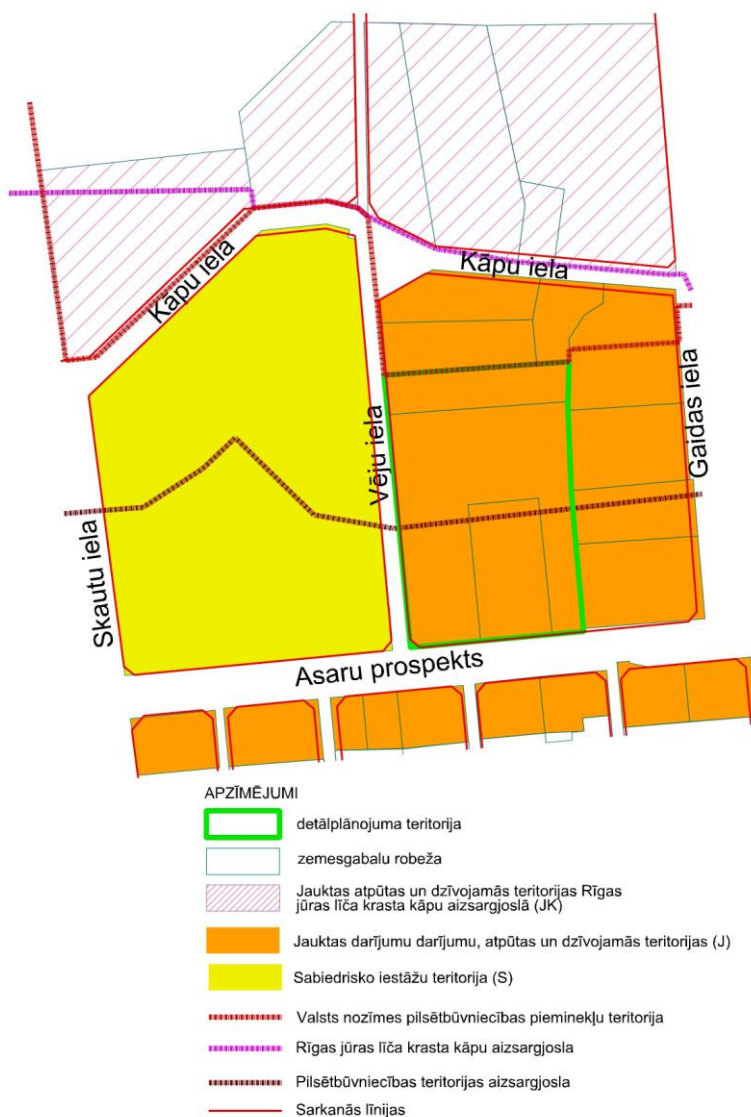 Kāpu iela
Kāpu iela
Vēju iela
Gaidas iela
Skautu iela
Asaru prospekts
APZĪMĒJUMI
detālplānojuma teritorija
zemesgabalu robeža
Jauktas atpūtas un dzīvojamās teritorijas Rīgas
jūras līča krasta kāpu aizsargjoslā (JK)
Jauktas darījumu darījumu, atpūtas un dzīvojamās teritorijas (J)
Sabiedrisko iestāžu teritorija (S)
Valsts nozīmes pilsētbūvniecības pieminekļu teritorija
Rīgas jūras līča krasta kāpu aizsargjosla
Pilsētbūvniecības teritorijas aizsargjosla
Sarkanās līnijas